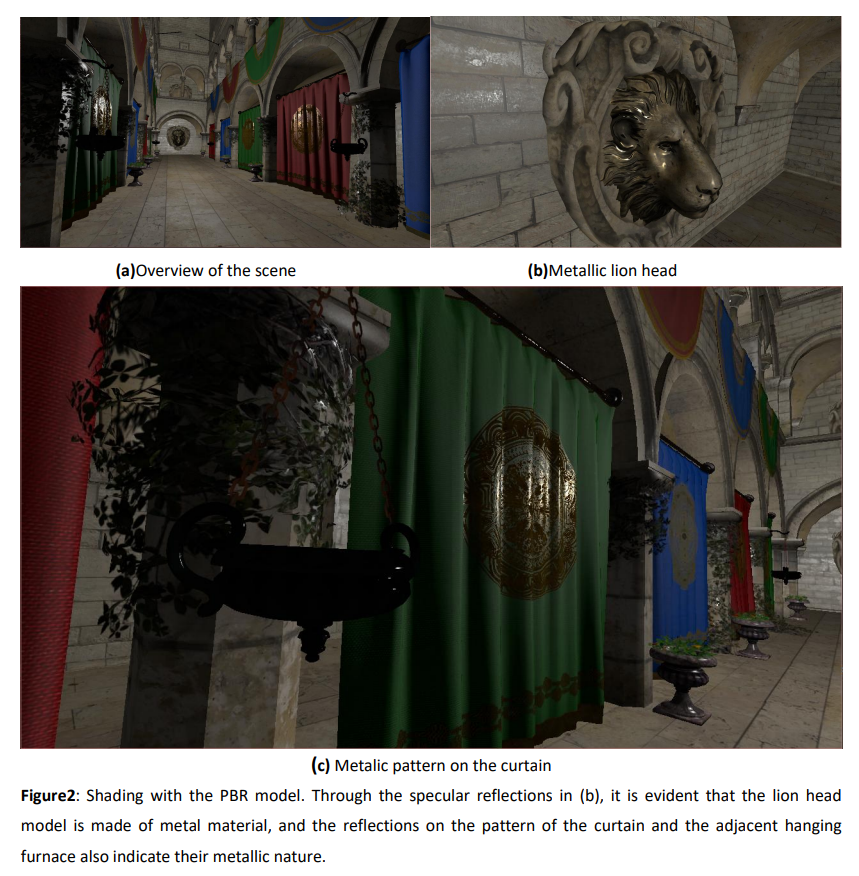 (a)Overview of the scene
(b)Metallic lion head
(c) Metalic pattern on the curtain
Figure2: Shading with the PBR model. Through the specular reflections in (b), it is evident that the lion head
model is made of metal material, and the reflections on the pattern of the curtain and the adjacent hanging
furnace also indicate their metallic nature.